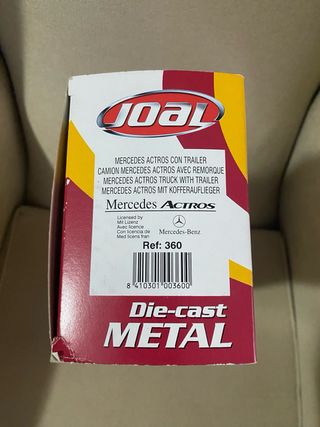 JOAL
MERCEDES ACTROS CON TRAILER
CAMION MERCEDES ACTROS AVEC REMORQUE
MERCEDES ACTROS TRUCK WITH TRAILER
MERCEDES ACTROS MIT KOFFERAUFLIEGER
Mercedes ACTROS
Licensed by
Mit Lizenz
Avec licence
Con licencia de
Med licens fran
Mercedes-Benz
Ref: 360
8 410301 003600
Die-cast
METAL